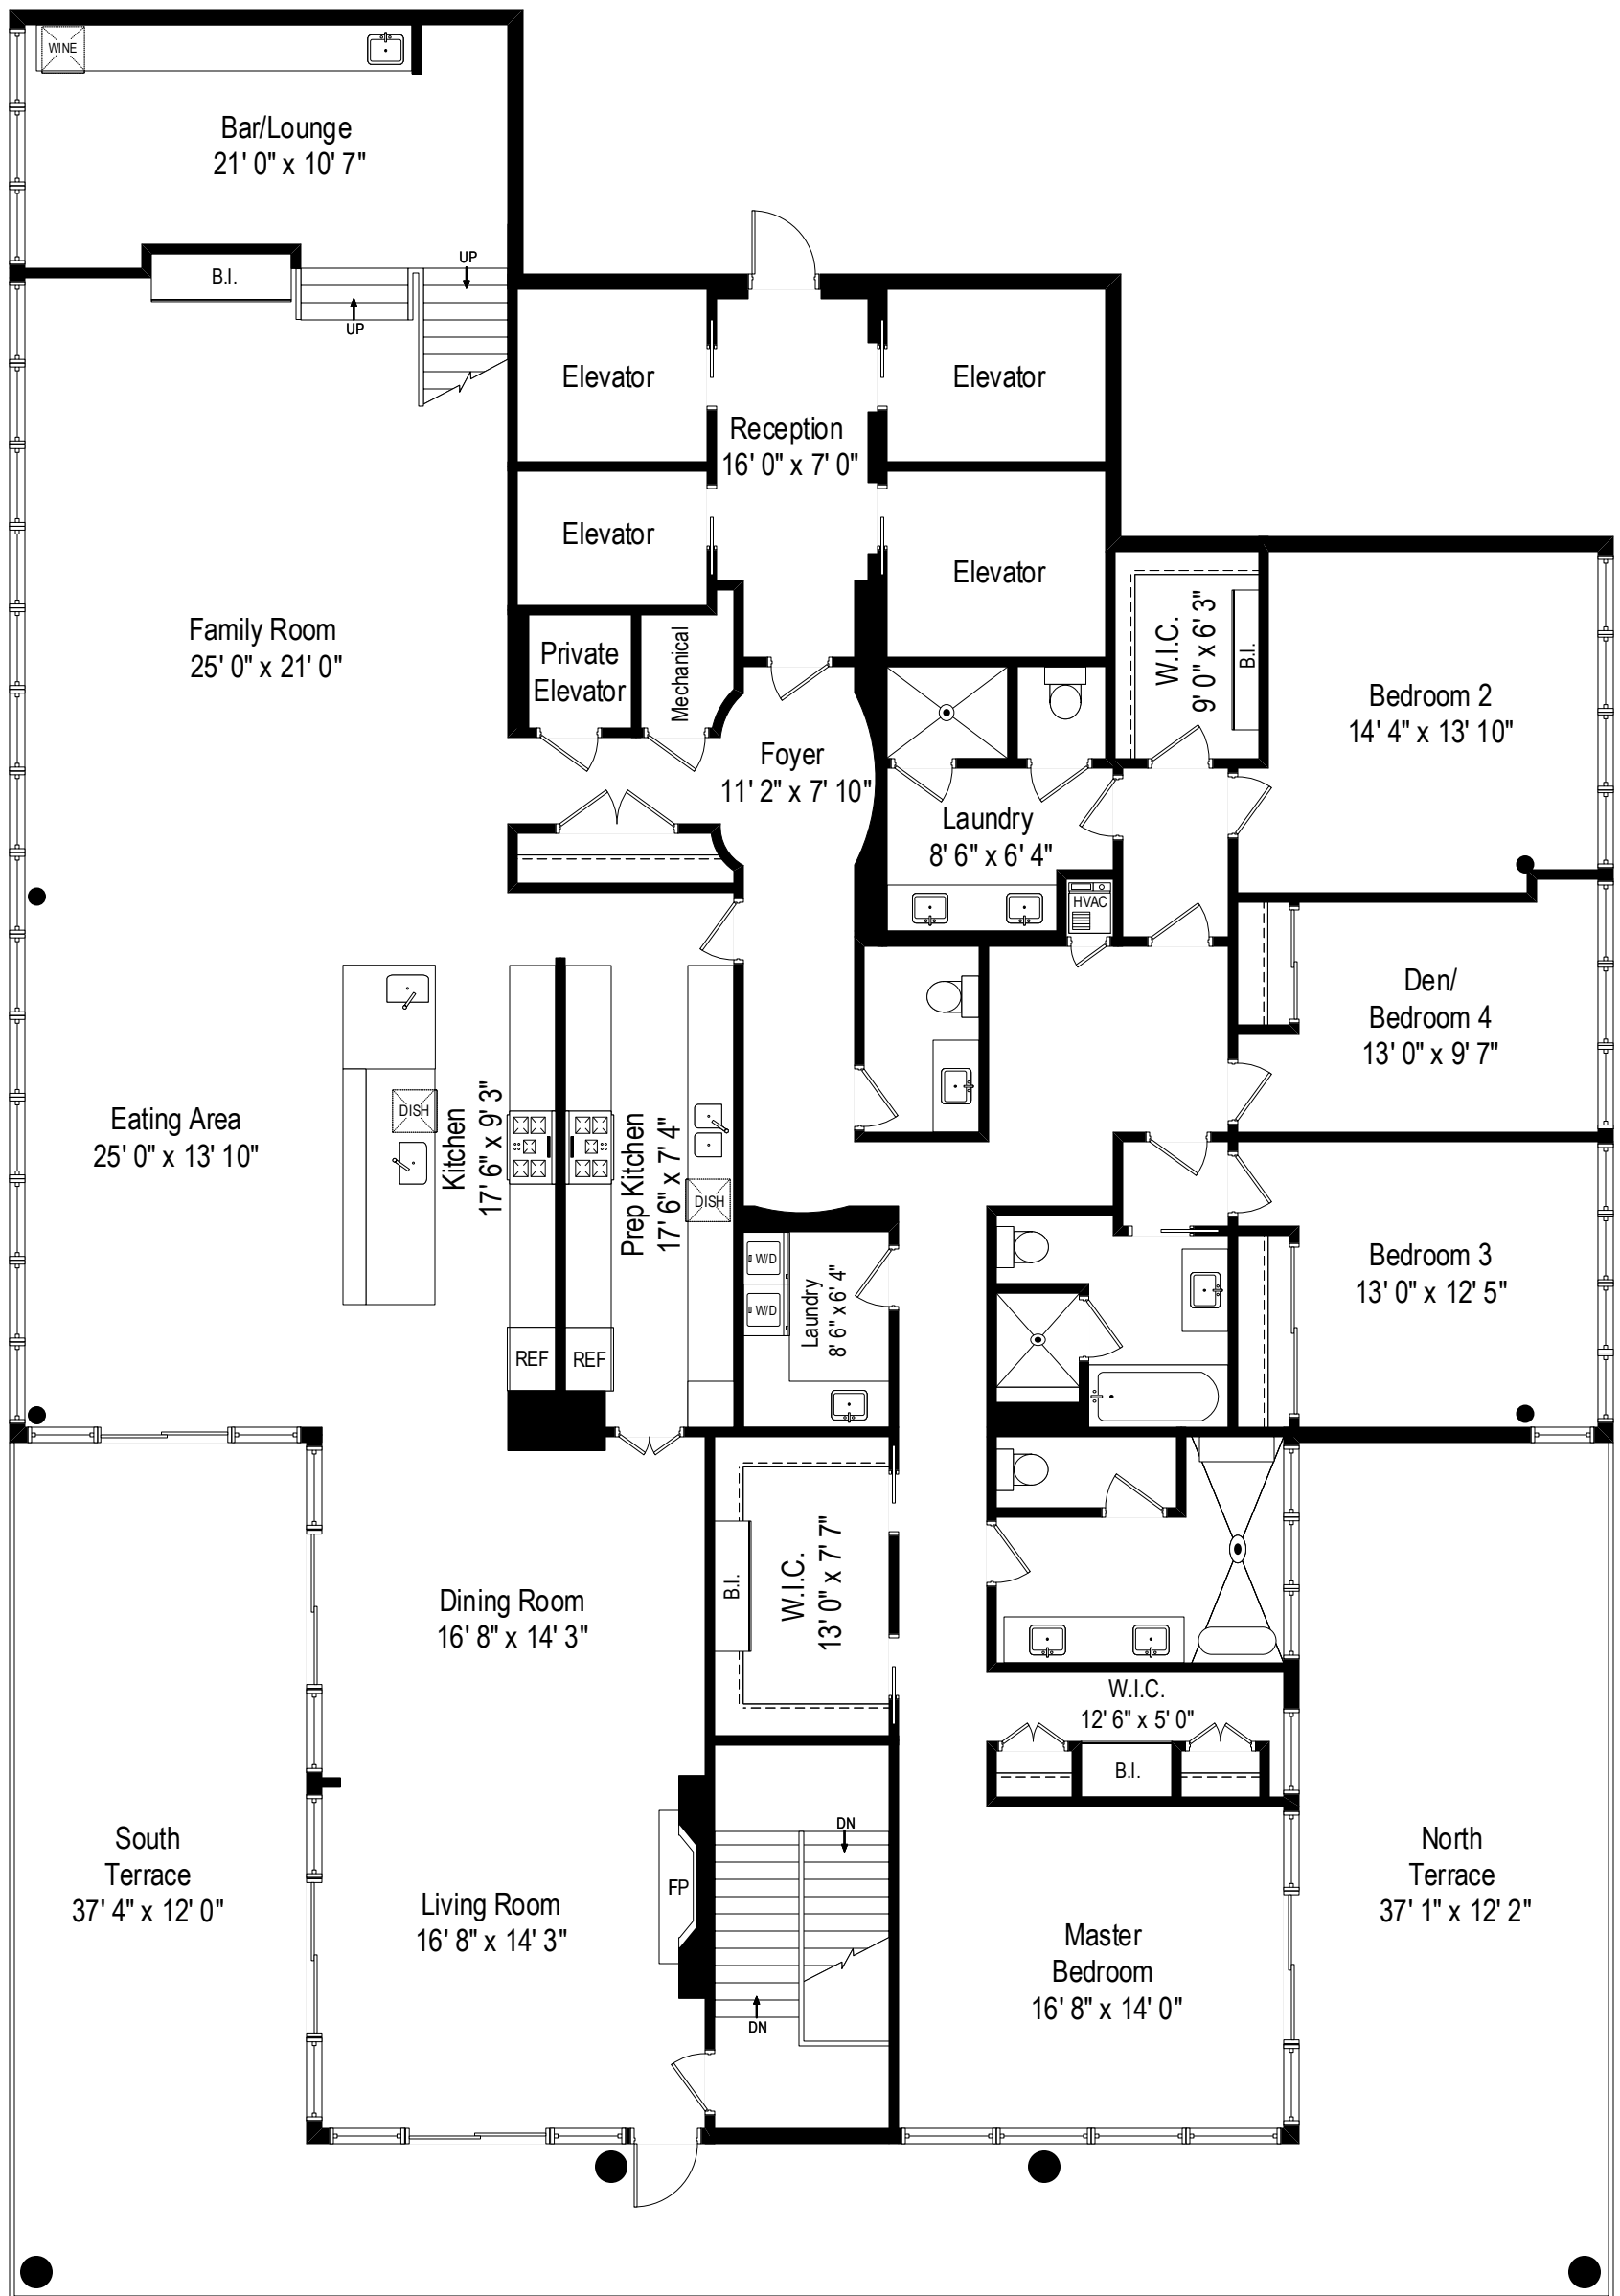 WINE
Bar/Lounge
21' 0" x 10' 7"
B.I.
UP
UP
Elevator
Elevator
Reception
16' 0" x 7' 0"
Elevator
Elevator
Family Room
25' 0" x 21' 0"
Private
Elevator
Mechanical
W.I.C.
9' 0" x 6' 3"
B.I.
Bedroom 2
14' 4" x 13' 10"
Foyer
11' 2" x 7' 10"
Laundry
8' 6" x 6' 4"
HVAC
Den/
Bedroom 4
13' 0" x 9' 7"
Eating Area
25' 0" x 13' 10"
DISH
Kitchen
17' 6" x 9' 3"
Prep Kitchen
17' 6" x 7' 4"
DISH
REF
REF
W/D
W/D
Laundry
8' 6" x 6' 4"
Bedroom 3
13' 0" x 12' 5"
Dining Room
16' 8" x 14' 3"
B.I.
W.I.C.
13' 0" x 7' 7"
W.I.C.
12' 6" x 5' 0"
B.I.
South
Terrace
37' 4" x 12' 0"
Living Room
16' 8" x 14' 3"
FP
DN
DN
Master
Bedroom
16' 8" x 14' 0"
North
Terrace
37' 1" x 12' 2"